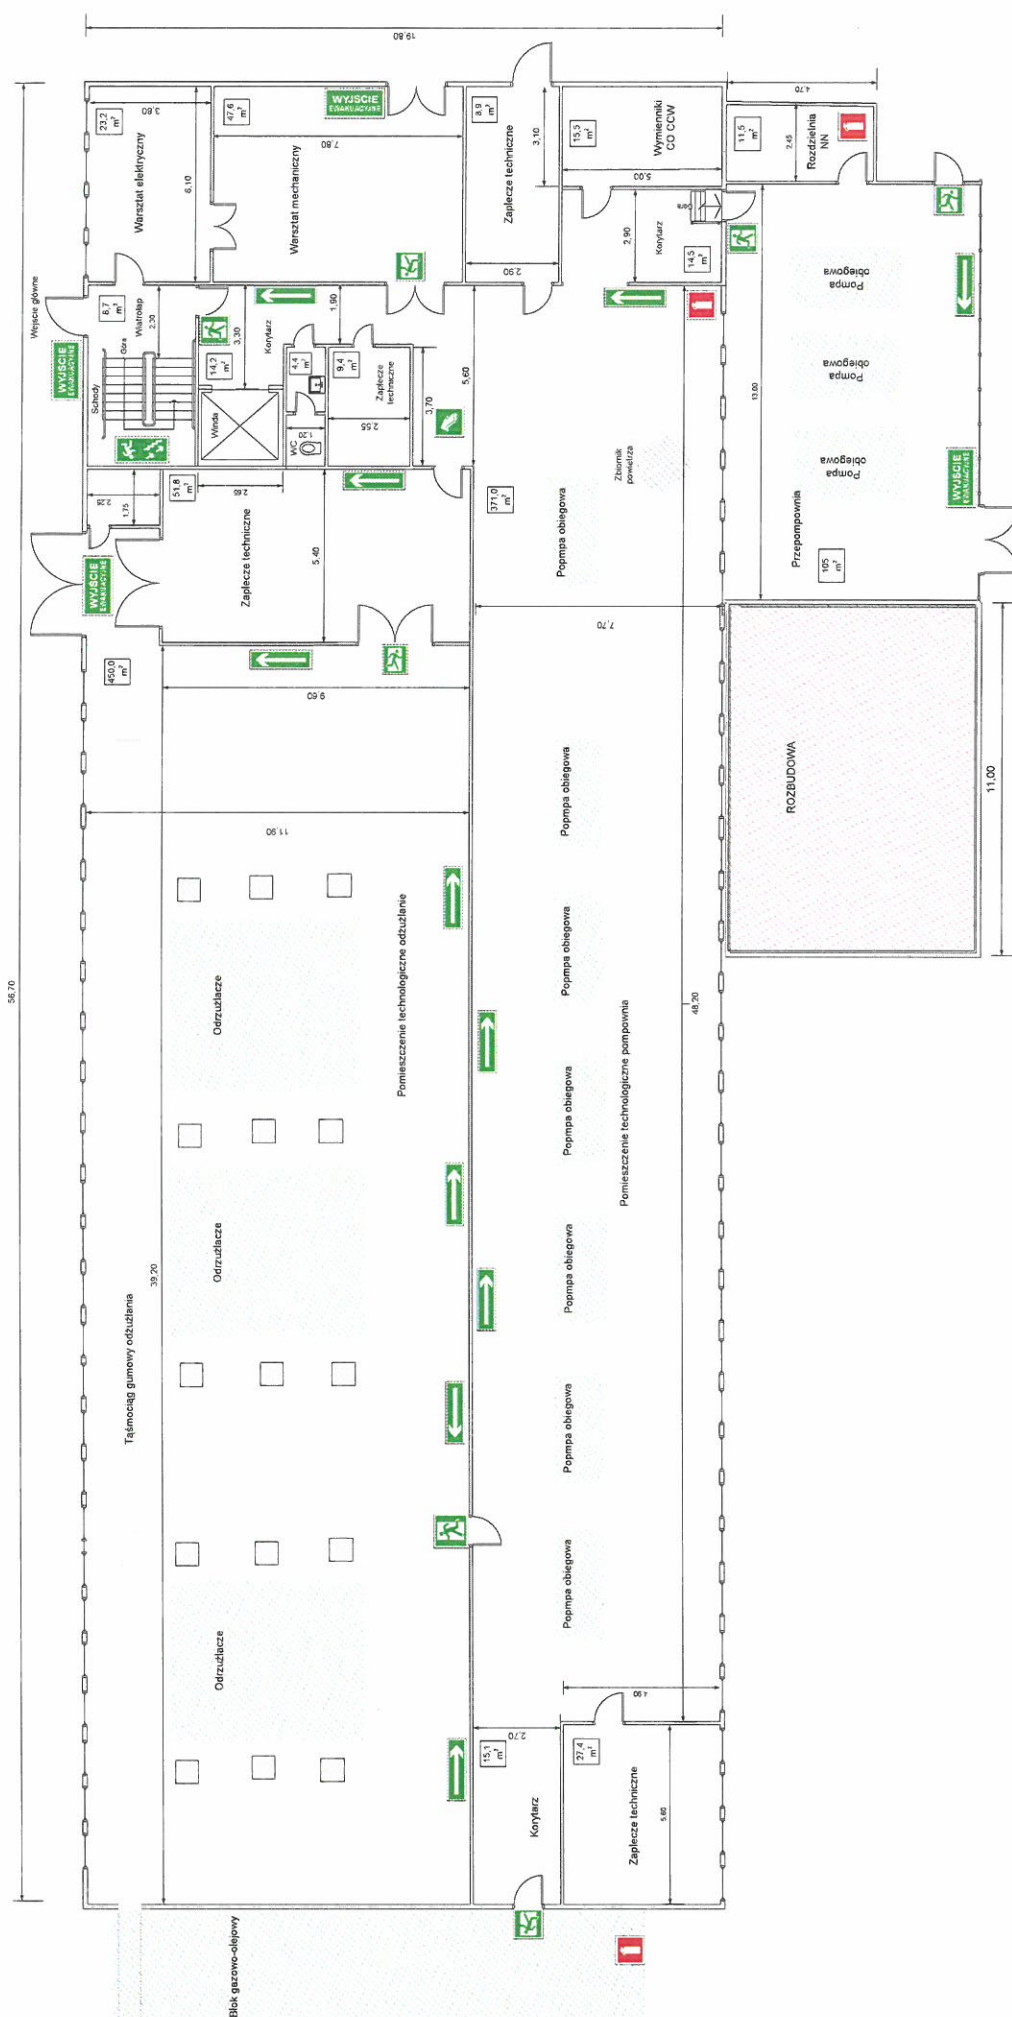 19,80
4,70
3,80
23,2
m²
6,10
Warsztat elektryczny
47,6
m²
7,80
Warsztat mechaniczny
WYJŚCIE
EWAKUACYJNE
8,9
m²
2,90
Zaplecze techniczne
3,10
15,5
m²
5,00
Wymienniki
CO CCW
11,5
m²
2,45
Rozdzielnia
NN
Wejscie główne
WYJŚCIE
EWAKUACYJNE
8,7
m²
Wiatrołap
2,30
Góra
Schody
14,2
m²
3,30
Korytarz
Winda
4,4
m²
1,20
WC
1,90
9,4
m²
Zaplecze
techniczne
2,55
3,70
5,60
2,90
Korytarz
14,5
m²
Góra
Pompa
obiegowa
Pompa
obiegowa
Pompa
obiegowa
13,00
Przepompownia
105
m²
WYJŚCIE
EWAKUACYJNE
WYJŚCIE
EWAKUACYJNE
2,25
1,75
51,8
m²
2,65
Zaplecze techniczne
5,40
371,0
m²
Zbiornik
powietrza
Popmpa obiegowa
7,70
450,0
m²
9,60
11,90
56,70
39,20
48,20
Tąśmociąg gumowy odżużlania
Odrzużlacze
Odrzużlacze
Odrzużlacze
Pomieszczenie technologiczne odżużlanie
Popmpa obiegowa
Popmpa obiegowa
Popmpa obiegowa
Popmpa obiegowa
Popmpa obiegowa
Popmpa obiegowa
Pomieszczenie technologiczne pompownia
ROZBUDOWA
11,00
2,70
15,1
m²
Korytarz
4,90
27,4
m²
Zaplecze techniczne
5,60
Blok gazowo-olejowy